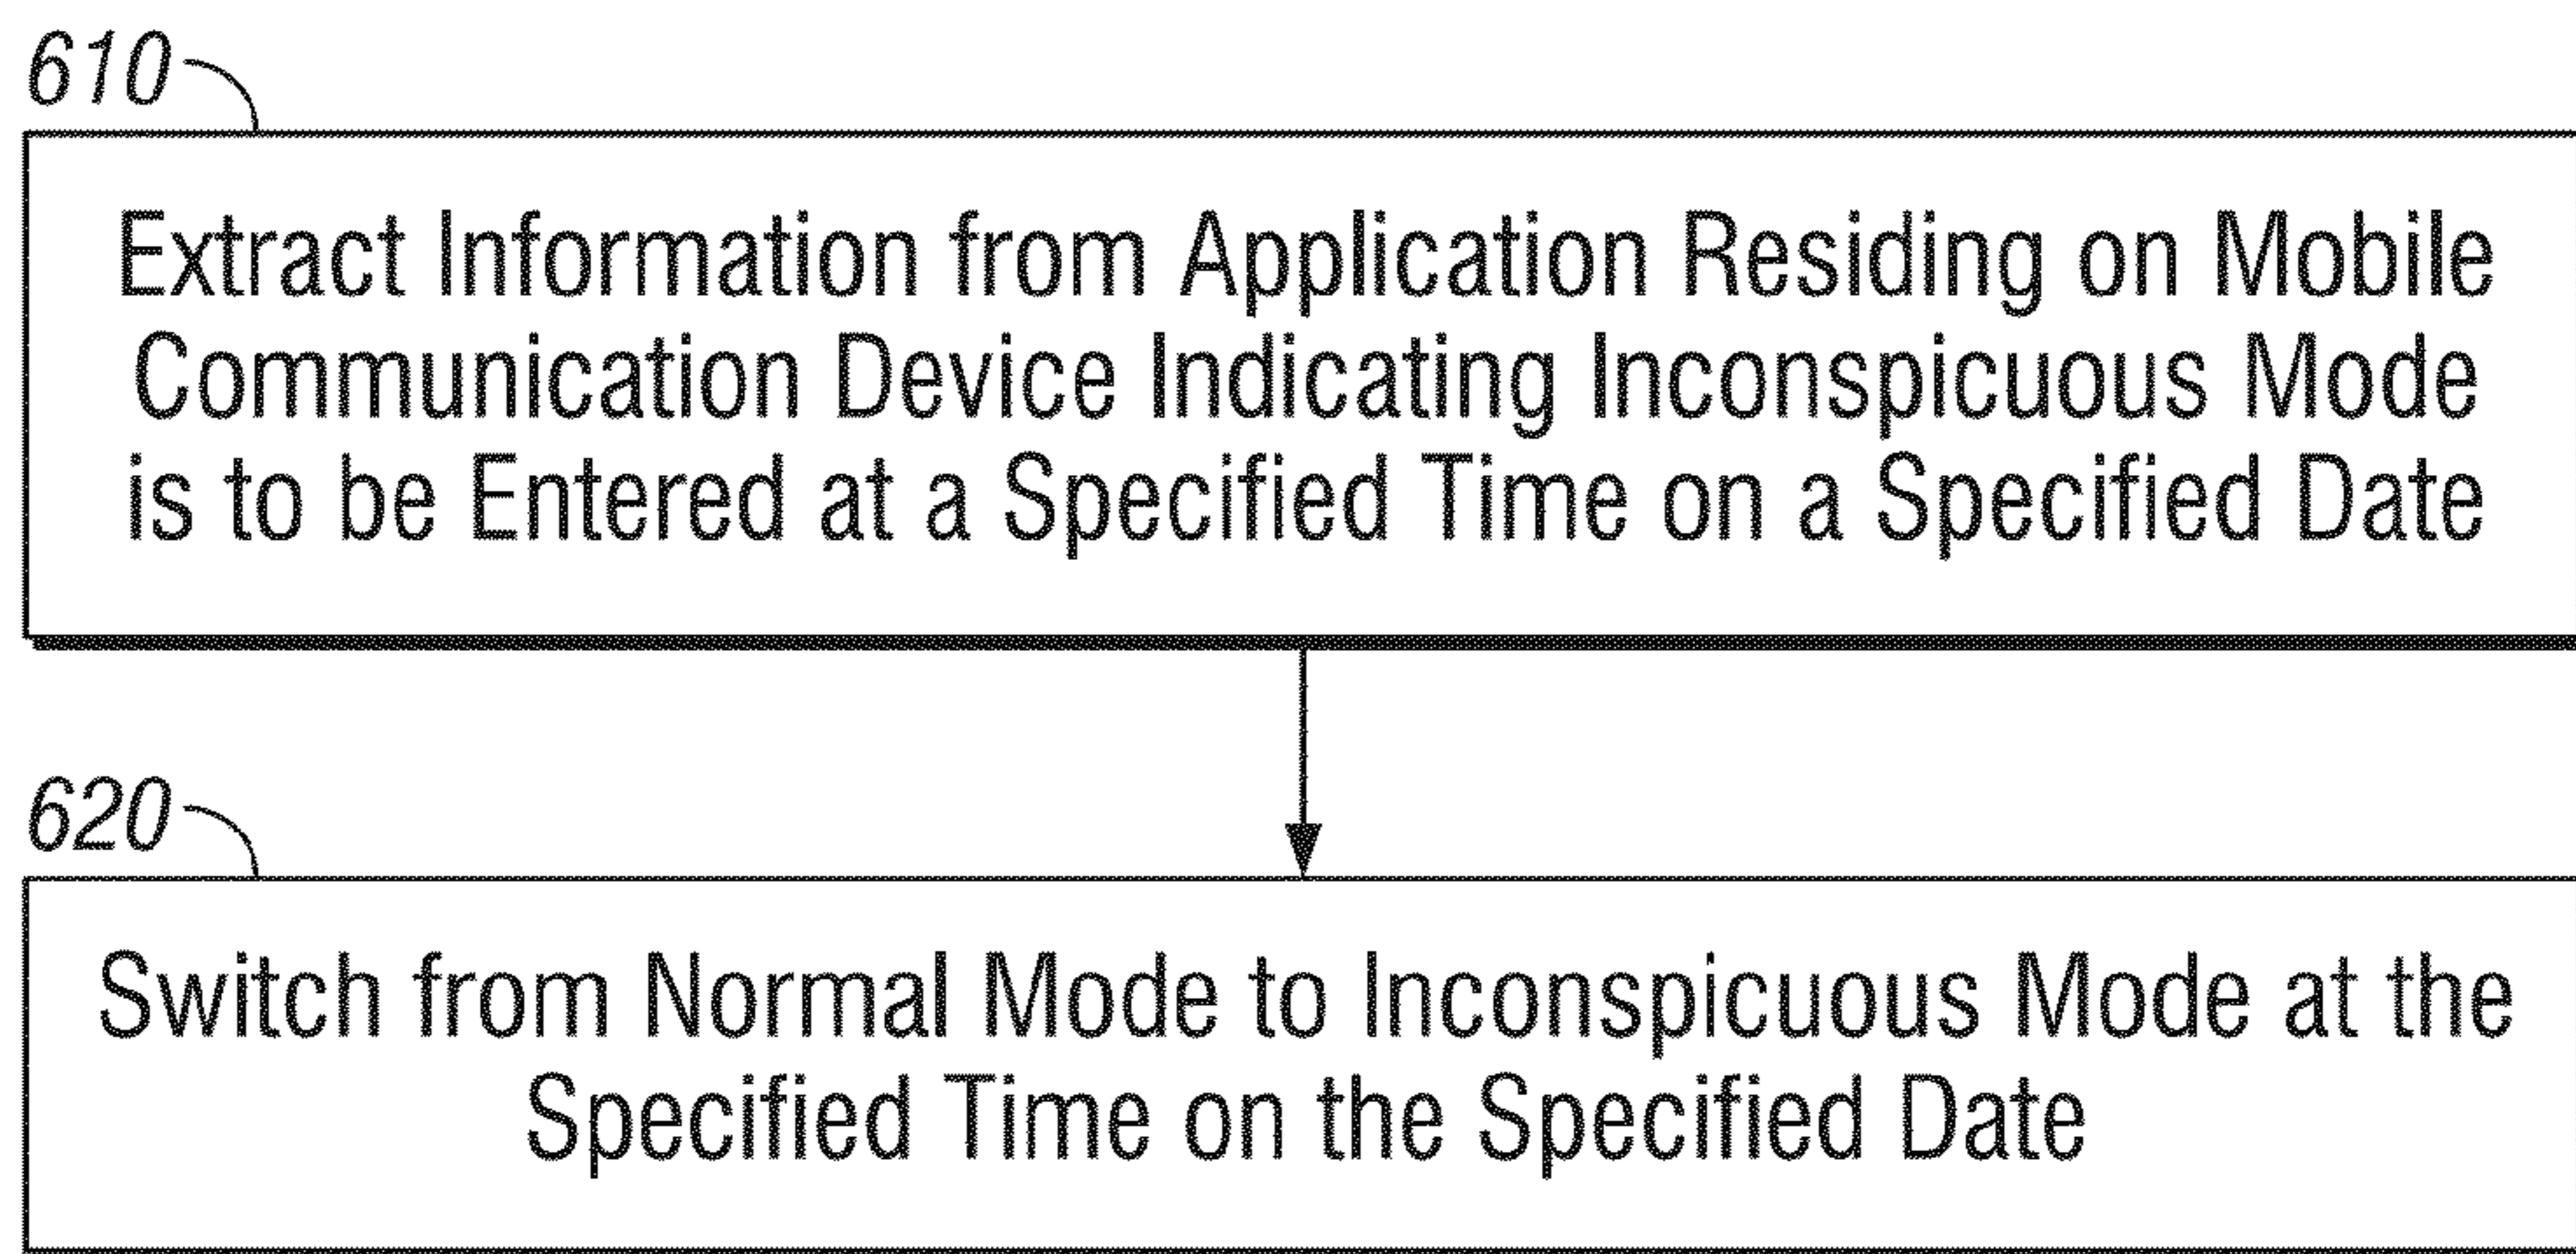 610
Extract Information from Application Residing on Mobile
Communication Device Indicating Inconspicuous Mode
is to be Entered at a Specified Time on a Specified Date
620
Switch from Normal Mode to Inconspicuous Mode at the
Specified Time on the Specified Date